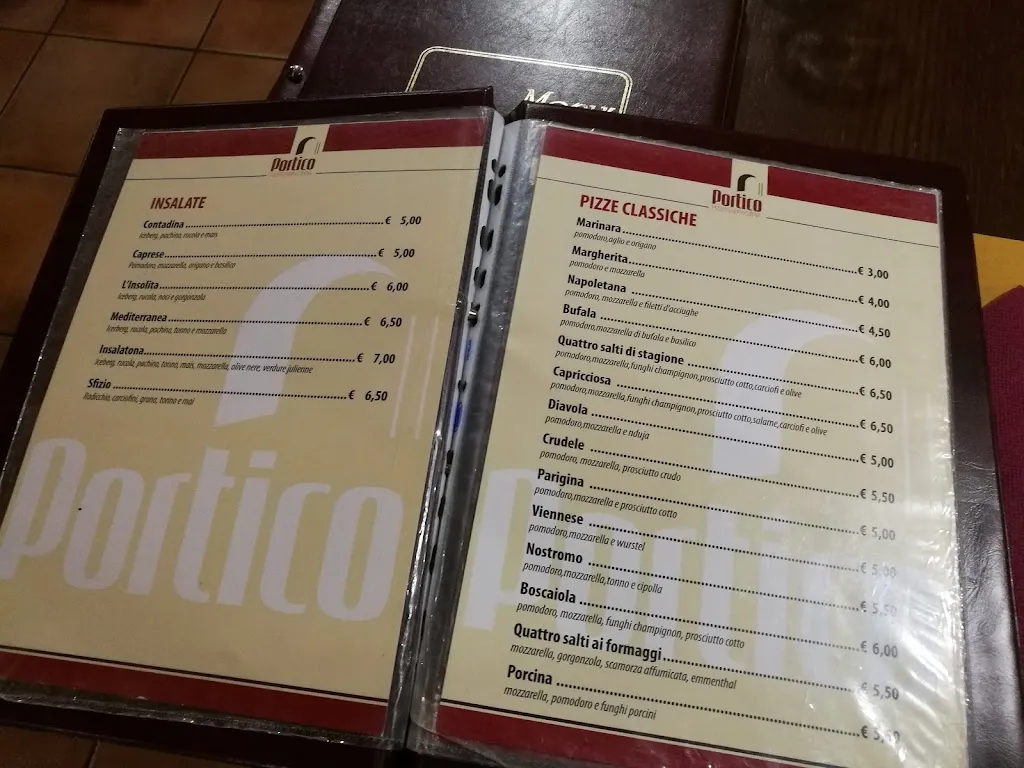 Menu
Portico
INSALATE
Contadina € 5,00
Iceberg, pachino, rucola e mais
Caprese € 5,00
Pomodoro, mozzarella, origano e basilico
L'Insolita € 6,00
Iceberg, rucola, noci e gorgonzola
Mediterranea € 6,50
Iceberg, rucola, pachino, tonno e mozzarella
Insalatona € 7,00
Iceberg, rucola, pachino, tonno, mais, mozzarella, olive nere, verdure julienne
Sfizio € 6,50
Radicchio, carciofini, grana, tonno e mai
Portico
Portico
PIZZE CLASSICHE
Marinara € 3,00
pomodoro,aglio e origano
Margherita € 4,00
pomodoro e mozzarella
Napoletana € 4,50
pomodoro, mozzarella e filetti d'acciughe
Bufala € 6,00
pomodoro,mozzarella di bufala e basilico
Quattro salti di stagione € 6,50
pomodoro,mozzarella,funghi champignon,prosciutto cotto,carciofi e olive
Capricciosa € 6,50
pomodoro,mozzarella,funghi champignon,prosciutto cotto,salame,carciofi e olive
Diavola € 5,00
pomodoro,mozzarella e nduja
Crudele € 5,50
pomodoro, mozzarella, prosciutto crudo
Parigina € 5,00
pomodoro,mozzarella e prosciutto cotto
Viennese € 5,00
pomodoro,mozzarella e wurstel
Nostromo € 5,50
pomodoro,mozzarella,tonno e cipolla
Boscaiola € 6,00
pomodoro, mozzarella, funghi champignon, prosciutto cotto
Quattro salti ai formaggi € 5,50
mozzarella, gorgonzola, scamorza affumicata, emmenthal
Porcina € 5,50
mozzarella, pomodoro e funghi porcini